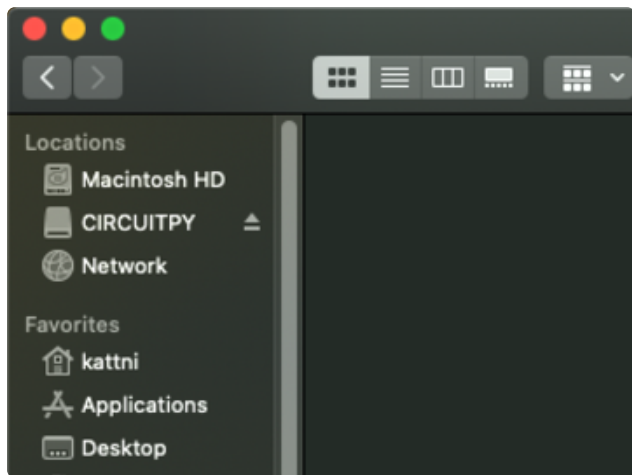 Locations
Macintosh HD
CIRCUITPY
Network
Favorites
kattni
Applications
Desktop